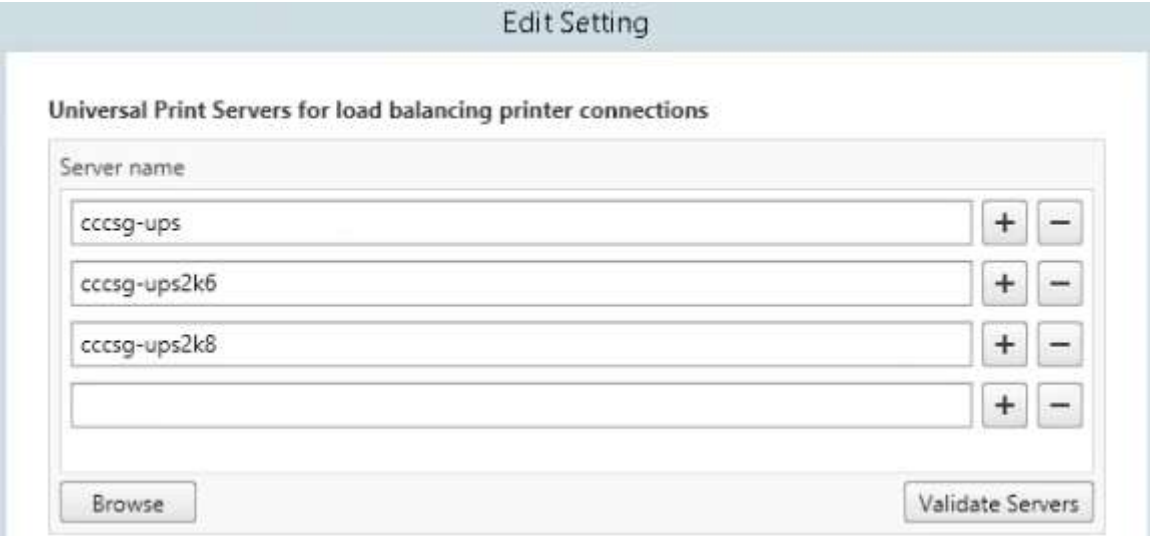 Edit Setting
Universal Print Servers for load balancing printer connections
Server name
cccsg-ups
cccsg-ups2k6
cccsg-ups2k8
Browse
Validate Servers